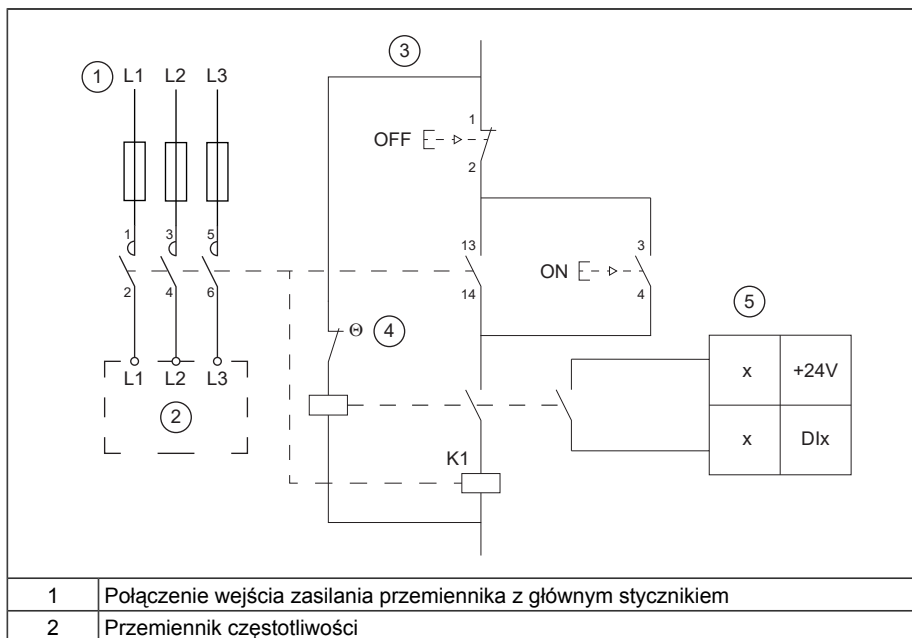 3
1 L1 L2 L3
1
OFF
2
1 3 5
13 3
ON
2 4 6
14 4
5
Θ 4
L1 L2 L3
x +24V
2
x DIx
K1
1 Połączenie wejścia zasilania przemiennika z głównym stycznikiem
2 Przemiennik częstotliwości